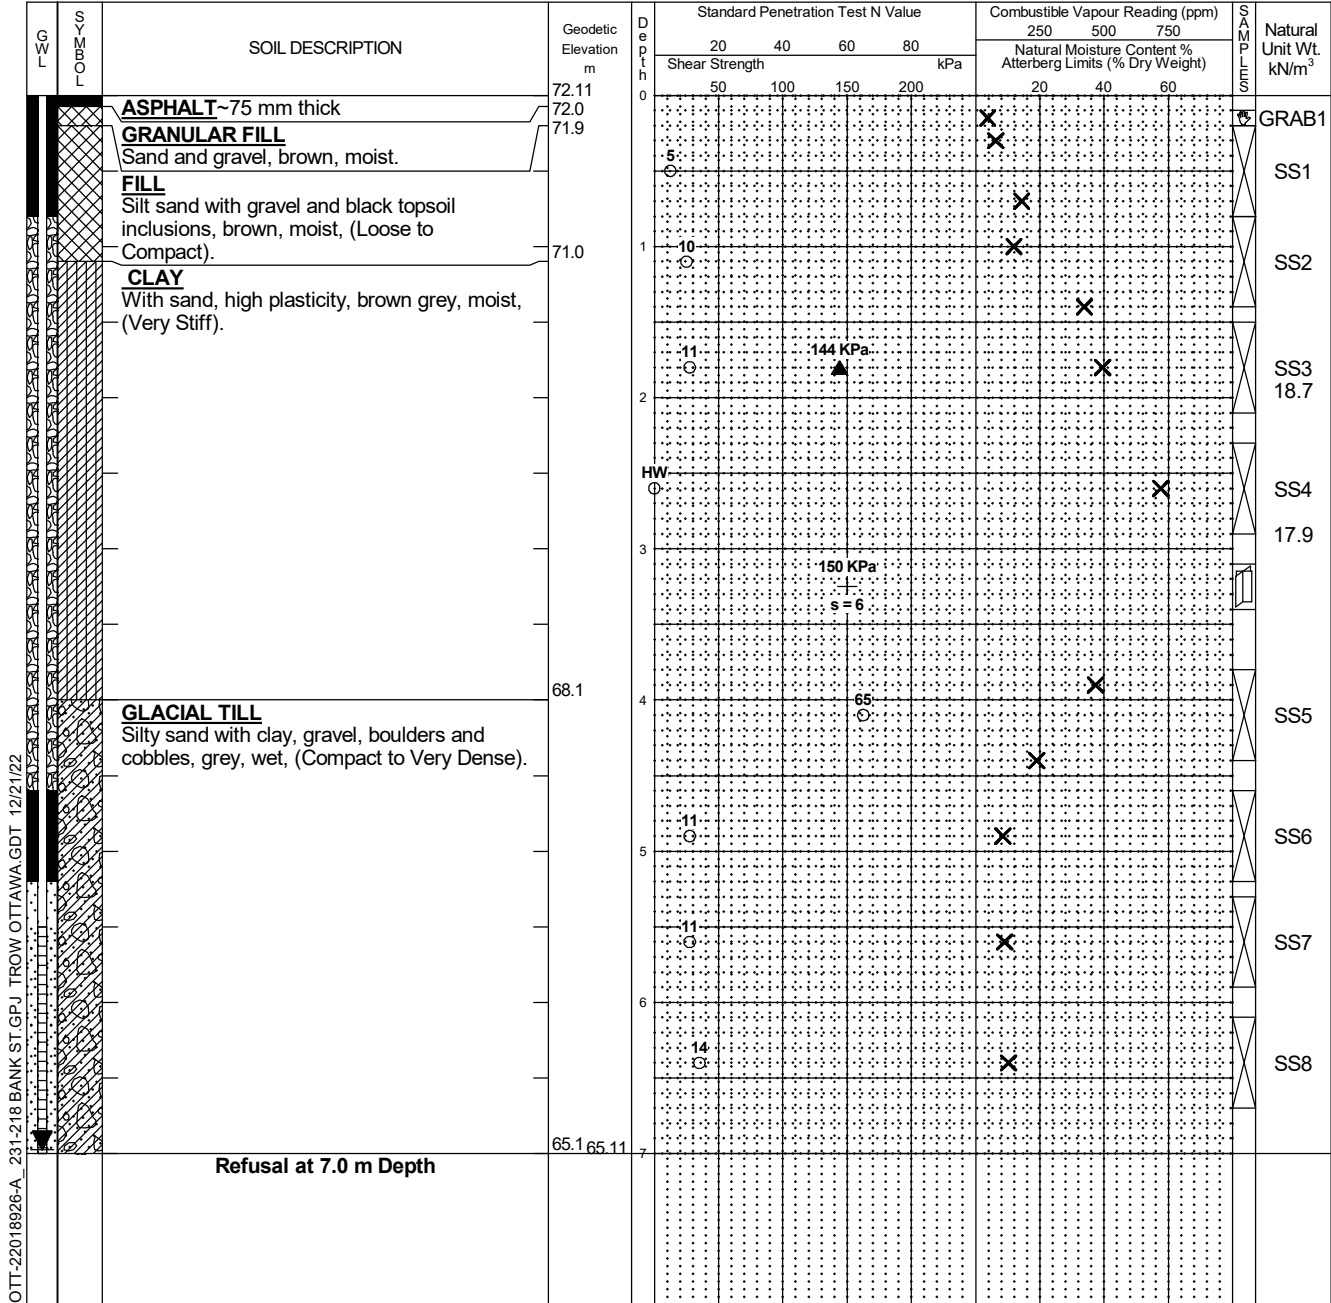 GWL
SYMBOL
SOIL DESCRIPTION
Geodetic
Elevation
m
Depth
Standard Penetration Test N Value
20 40 60 80
Shear Strength kPa
50 100 150 200
Combustible Vapour Reading (ppm)
250 500 750
Natural Moisture Content %
Atterberg Limits (% Dry Weight)
20 40 60
SAMPLES
Natural
Unit Wt.
kN/m³
72.11
0
ASPHALT ~75 mm thick
72.0
GRAB1
GRANULAR FILL
71.9
Sand and gravel, brown, moist.
5
SS1
FILL
Silt sand with gravel and black topsoil
inclusions, brown, moist, (Loose to
Compact).
71.0
1
10
SS2
CLAY
With sand, high plasticity, brown grey, moist,
(Very Stiff).
11
144 KPa
SS3
18.7
2
HW
SS4
17.9
3
150 KPa
s = 6
68.1
4
65
SS5
GLACIAL TILL
Silty sand with clay, gravel, boulders and
cobbles, grey, wet, (Compact to Very Dense).
11
SS6
5
11
SS7
6
14
SS8
65.1 65.11
7
Refusal at 7.0 m Depth
OTT-22018926-A_ 231-218 BANK ST.GPJ TROW OTTAWA.GDT 12/21/22